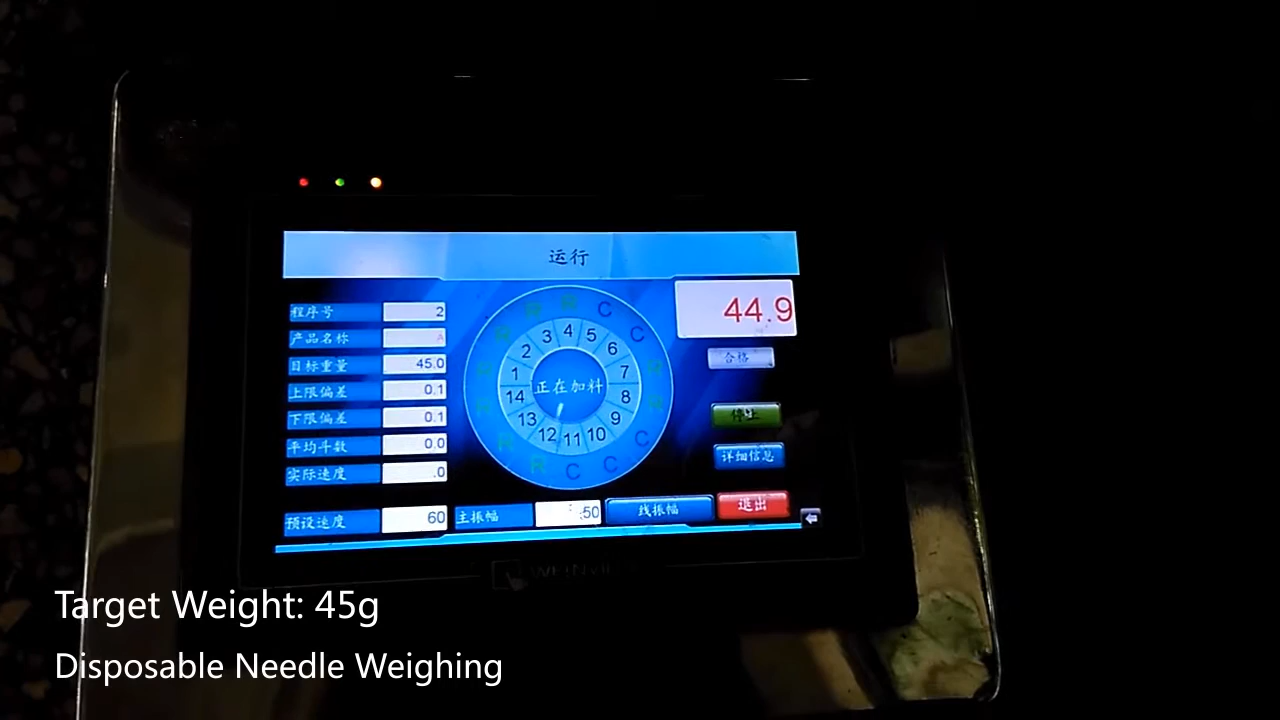 运行
程序号 2
产品名称 A
目标重量 45.0
上限偏差 0.1
下限偏差 0.1
平均斗数 0.0
实际速度 .0
预设速度 60
主振幅 50
线振幅
退出
44.9
合格
停止
详细信息
R R R C C R R C C C R R R R
1 2 3 4 5 6 7 8 9 10 11 12 13 14
正在加料
WEINVIEW
Target Weight: 45g
Disposable Needle Weighing